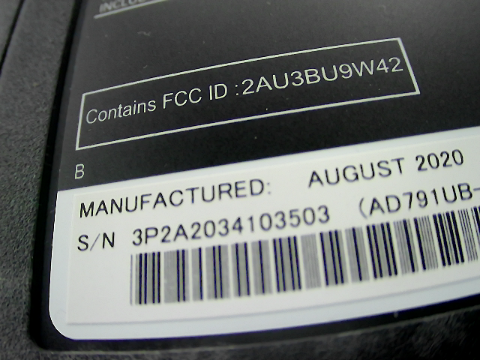 Contains FCC ID :2AU3BU9W42
B
MANUFACTURED: AUGUST 2020
S/N 3P2A2034103503 (AD791UB-